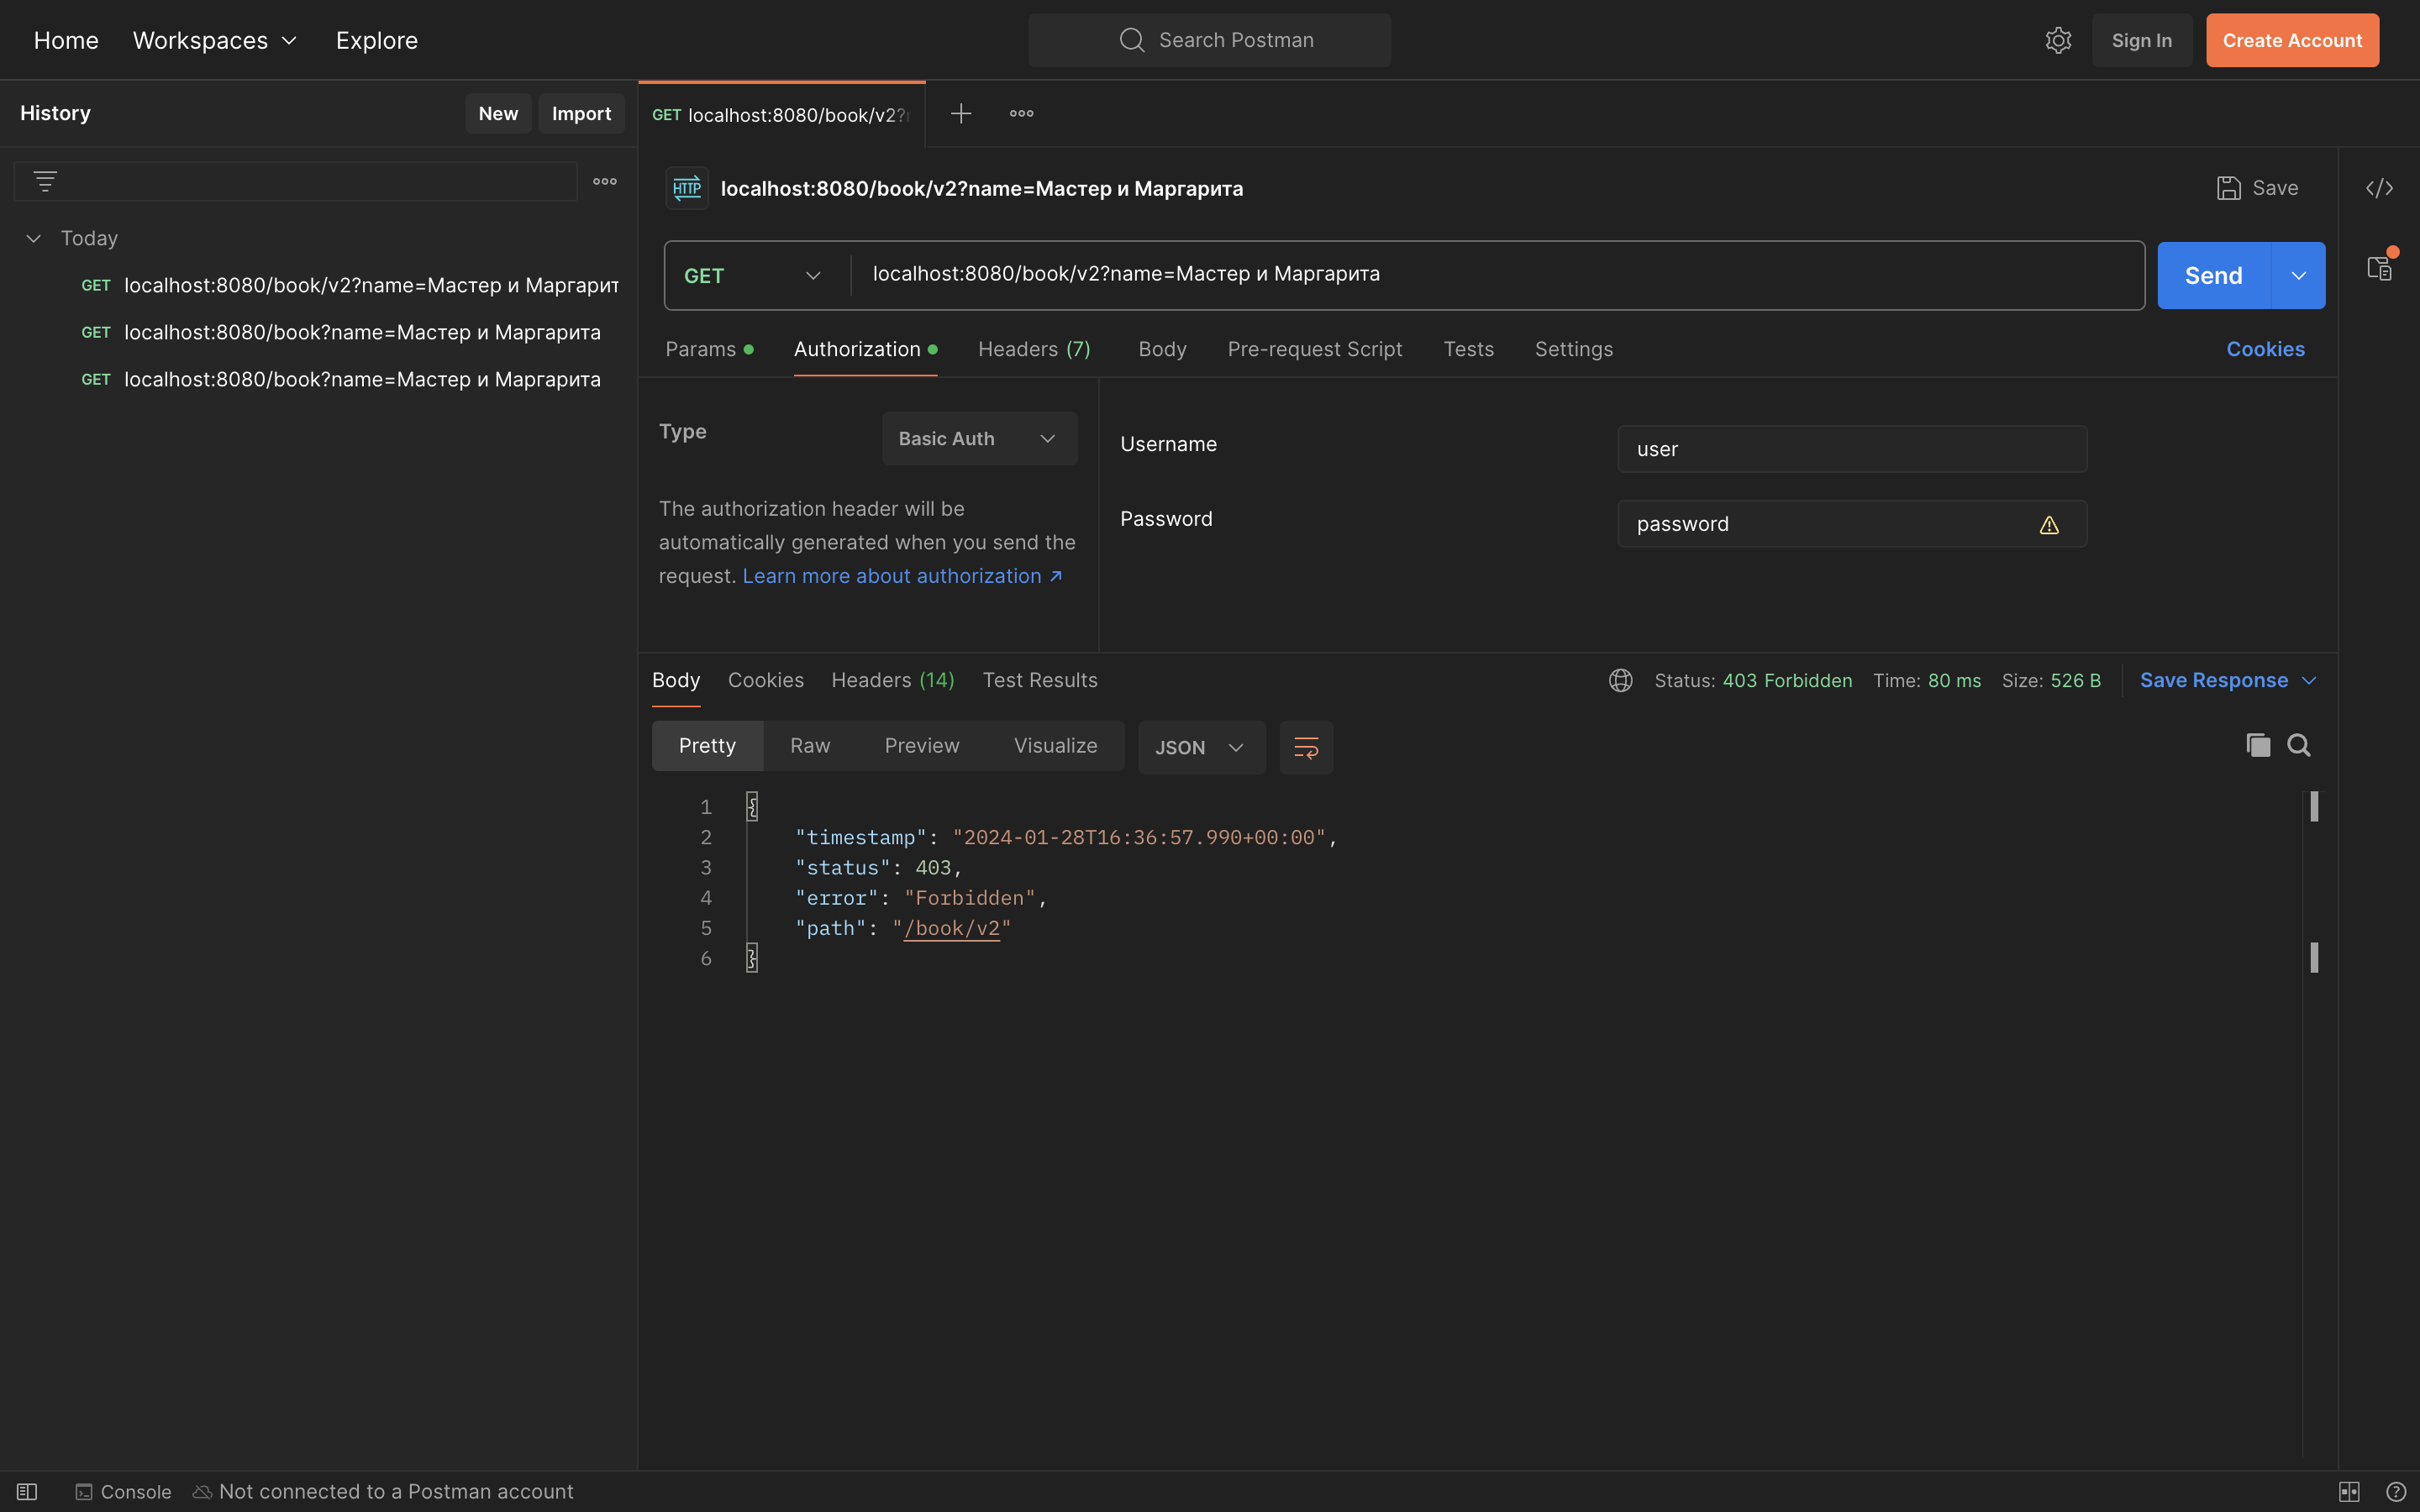 Home Workspaces Explore Search Postman Sign In Create Account
History New Import
GET localhost:8080/book/v2?
HTTP localhost:8080/book/v2?name=Мастер и Маргарита Save
Today
GET localhost:8080/book/v2?name=Мастер и Маргарит
GET localhost:8080/book?name=Мастер и Маргарита
GET localhost:8080/book?name=Мастер и Маргарита
GET localhost:8080/book/v2?name=Мастер и Маргарита Send
Params Authorization Headers (7) Body Pre-request Script Tests Settings Cookies
Type Basic Auth
The authorization header will be
automatically generated when you send the
request. Learn more about authorization ↗
Username user
Password password
Body Cookies Headers (14) Test Results Status: 403 Forbidden Time: 80 ms Size: 526 B Save Response
Pretty Raw Preview Visualize JSON
1 {
2 "timestamp": "2024-01-28T16:36:57.990+00:00",
3 "status": 403,
4 "error": "Forbidden",
5 "path": "/book/v2"
6 }
Console Not connected to a Postman account